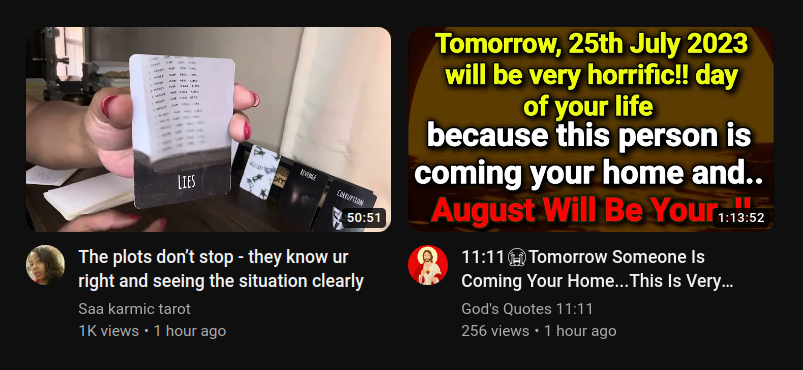 LIES
REVENGE
CORRUPTION
50:51
The plots don’t stop - they know ur
right and seeing the situation clearly
Saa karmic tarot
1K views • 1 hour ago
Tomorrow, 25th July 2023
will be very horrific!! day
of your life
because this person is
coming your home and..
August Will Be Your..!!
1:13:52
11:11😭Tomorrow Someone Is
Coming Your Home...This Is Very…
God's Quotes 11:11
256 views • 1 hour ago